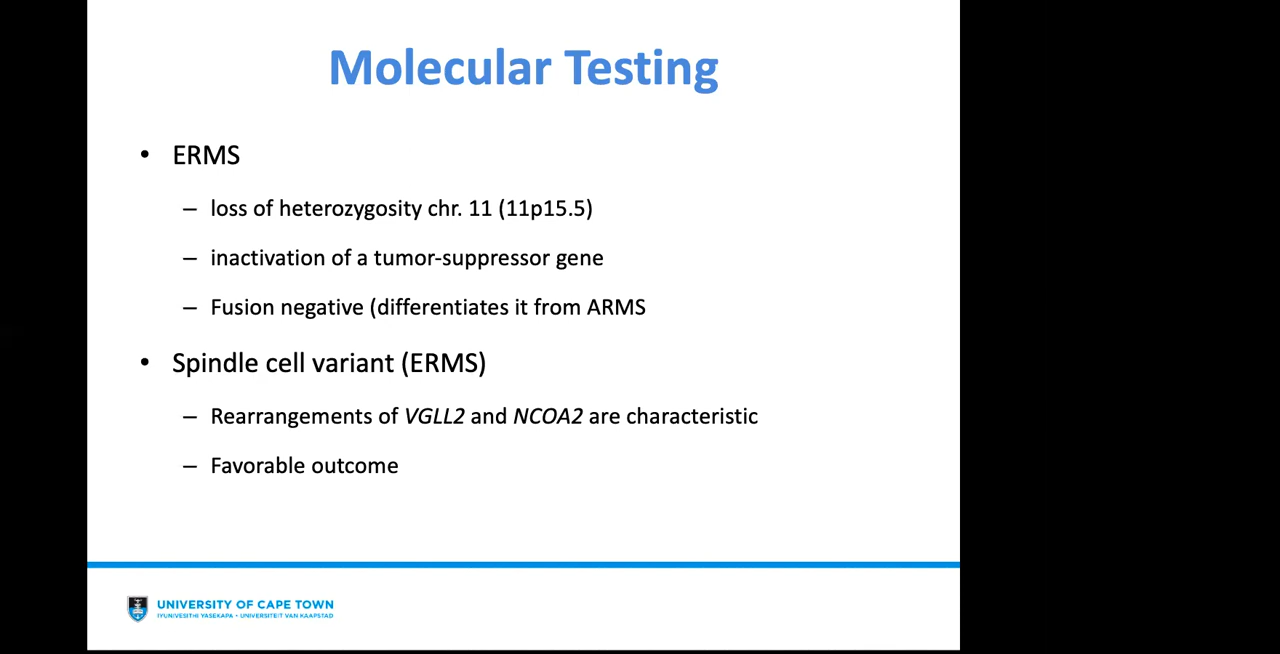 Molecular Testing
• ERMS
– loss of heterozygosity chr. 11 (11p15.5)
– inactivation of a tumor-suppressor gene
– Fusion negative (differentiates it from ARMS
• Spindle cell variant (ERMS)
– Rearrangements of VGLL2 and NCOA2 are characteristic
– Favorable outcome
UNIVERSITY OF CAPE TOWN
IYUNIVESITHI YASEKAPA • UNIVERSITEIT VAN KAAPSTAD